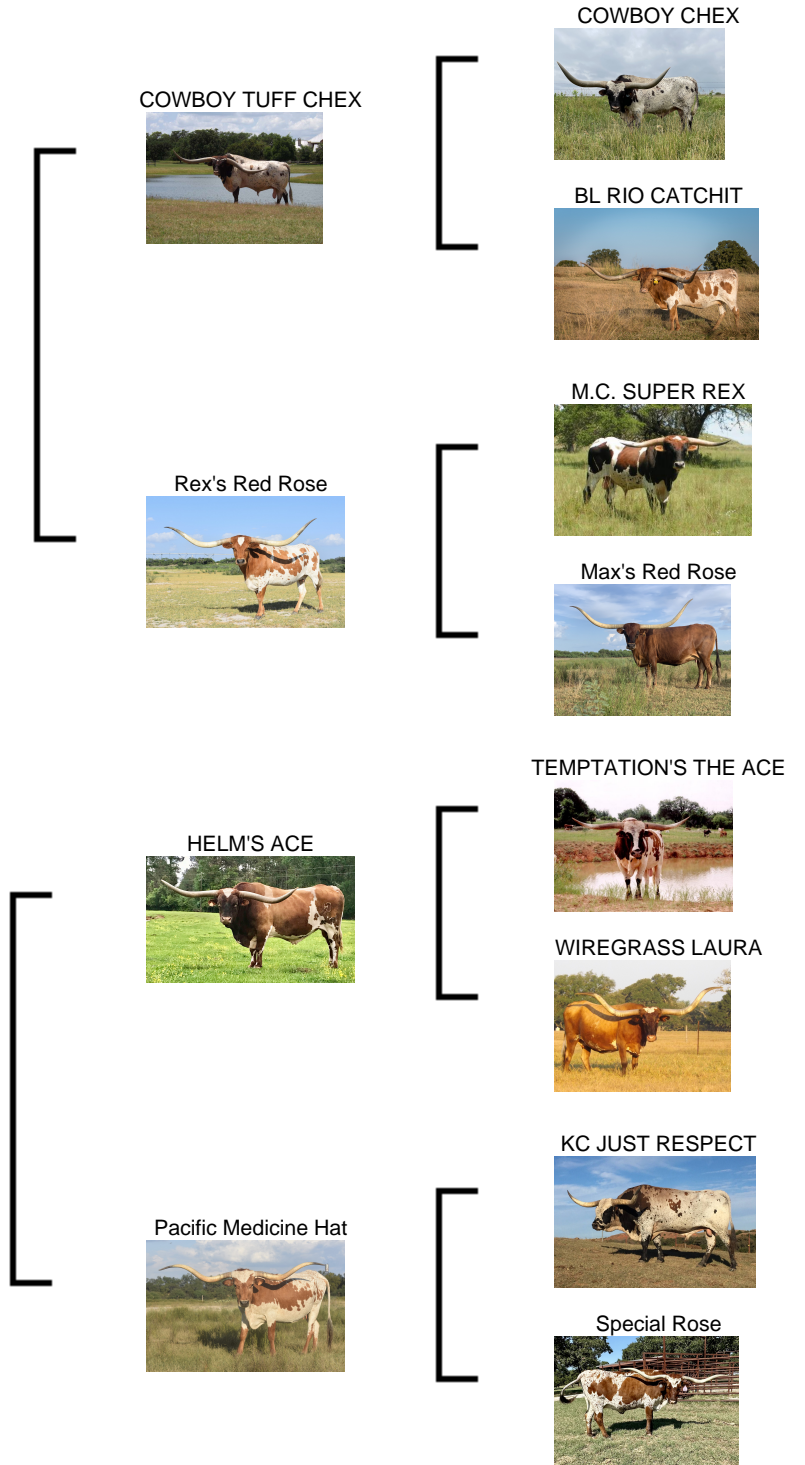 COWBOY CHEX
COWBOY TUFF CHEX
BL RIO CATCHIT
M.C. SUPER REX
Rex's Red Rose
Max's Red Rose
TEMPTATION'S THE ACE
HELM'S ACE
WIREGRASS LAURA
KC JUST RESPECT
Pacific Medicine Hat
Special Rose